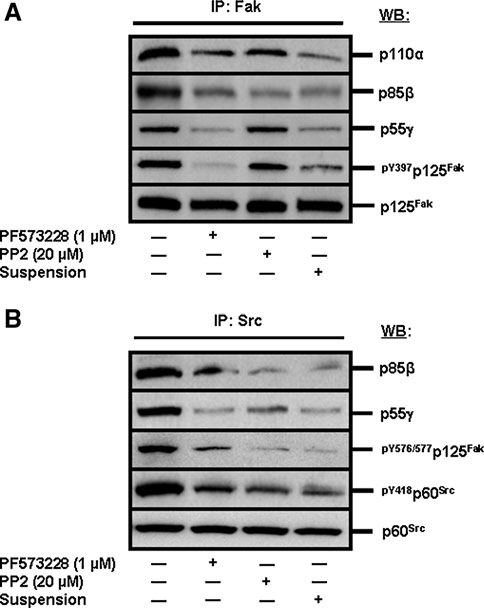 A
IP: Fak
WB:
p110α
p85β
p55γ
pY397p125Fak
p125Fak
PF573228 (1 µM) — + — —
PP2 (20 µM) — — + —
Suspension — — — +
B
IP: Src
WB:
p85β
p55γ
pY576/577p125Fak
pY418p60Src
p60Src
PF573228 (1 µM) — + — —
PP2 (20 µM) — — + —
Suspension — — — +